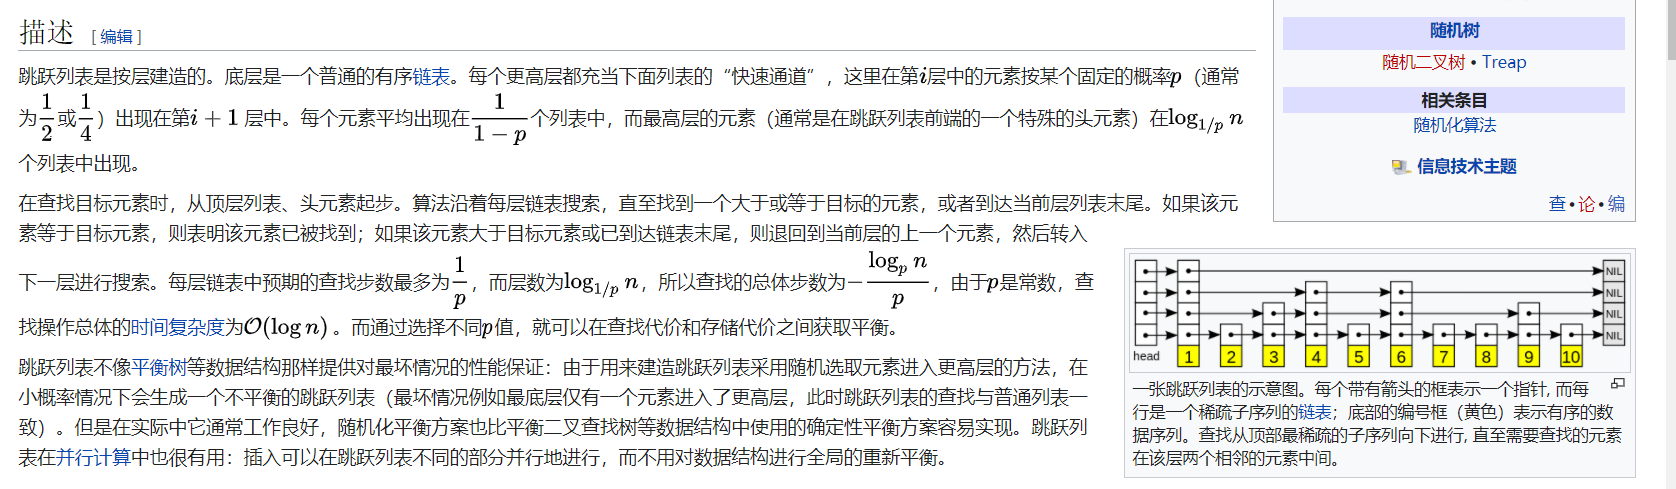 描述 [ 编辑 ]
跳跃列表是按层建造的。底层是一个普通的有序链表。每个更高层都充当下面列表的“快速通道”，这里在第i层中的元素按某个固定的概率p（通常
为1/2或1/4）出现在第i + 1 层中。每个元素平均出现在1/(1 − p)个列表中，而最高层的元素（通常是在跳跃列表前端的一个特殊的头元素）在log_{1/p} n
个列表中出现。
在查找目标元素时，从顶层列表、头元素起步。算法沿着每层链表搜索，直至找到一个大于或等于目标的元素，或者到达当前层列表末尾。如果该元
素等于目标元素，则表明该元素已被找到；如果该元素大于目标元素或已到达链表末尾，则退回到当前层的上一个元素，然后转入
下一层进行搜索。每层链表中预期的查找步数最多为1/p，而层数为log_{1/p} n，所以查找的总体步数为−(log_p n)/p，由于p是常数，查
找操作总体的时间复杂度为O(log n) 。而通过选择不同p值，就可以在查找代价和存储代价之间获取平衡。
跳跃列表不像平衡树等数据结构那样提供对最坏情况的性能保证：由于用来建造跳跃列表采用随机选取元素进入更高层的方法，在
小概率情况下会生成一个不平衡的跳跃列表（最坏情况例如最底层仅有一个元素进入了更高层，此时跳跃列表的查找与普通列表一
致）。但是在实际中它通常工作良好，随机化平衡方案也比平衡二叉查找树等数据结构中使用的确定性平衡方案容易实现。跳跃列
表在并行计算中也很有用：插入可以在跳跃列表不同的部分并行地进行，而不用对数据结构进行全局的重新平衡。
随机树
随机二叉树 • Treap
相关条目
随机化算法
信息技术主题
查 • 论 • 编
NIL
NIL
NIL
NIL
head 1 2 3 4 5 6 7 8 9 10
一张跳跃列表的示意图。每个带有箭头的框表示一个指针, 而每
行是一个稀疏子序列的链表；底部的编号框（黄色）表示有序的数
据序列。查找从顶部最稀疏的子序列向下进行, 直至需要查找的元素
在该层两个相邻的元素中间。